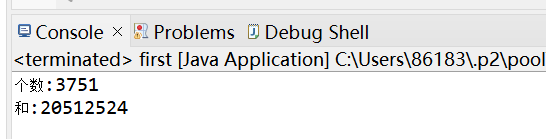 Console × Problems Debug Shell
<terminated> first [Java Application] C:\Users\86183\.p2\pool
个数:3751
和:20512524